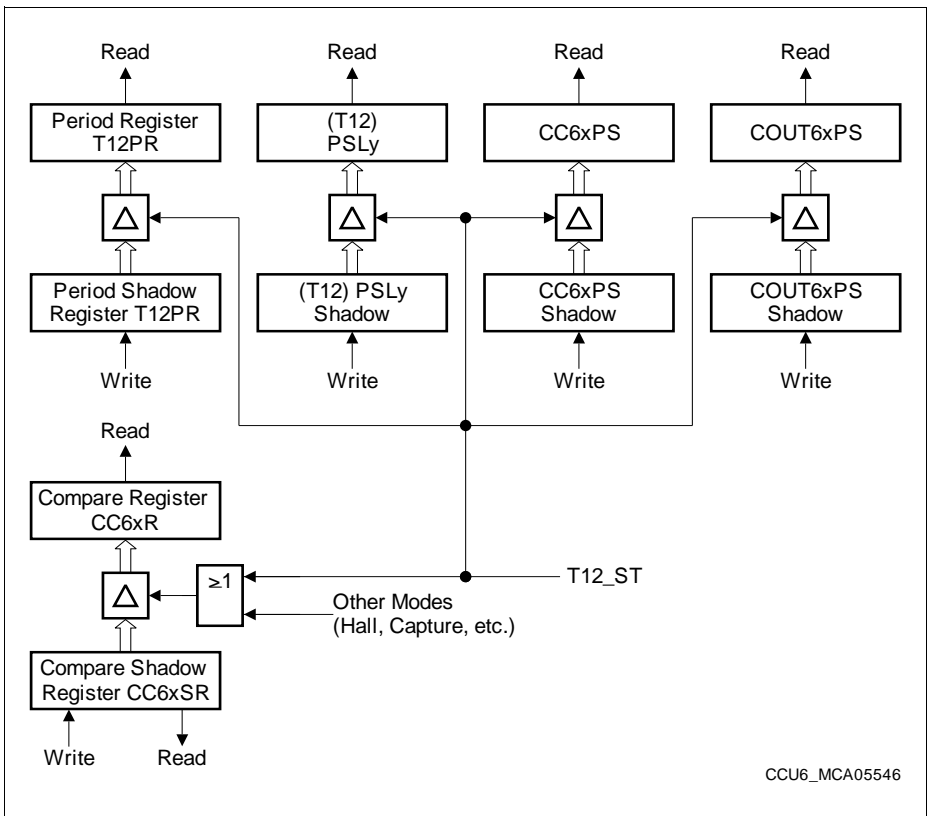 Read Read Read Read
Period Register (T12) CC6xPS COUT6xPS
T12PR PSLy
Δ Δ Δ Δ
Period Shadow (T12) PSLy CC6xPS COUT6xPS
Register T12PR Shadow Shadow Shadow
Write Write Write Write
Read
Compare Register
CC6xR
≥1 T12_ST
Δ
Other Modes
(Hall, Capture, etc.)
Compare Shadow
Register CC6xSR
Write Read
CCU6_MCA05546